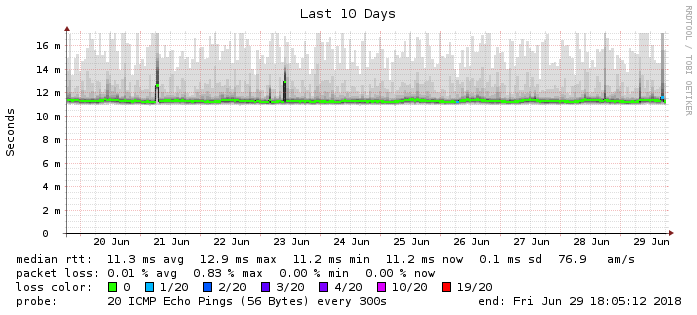 Last 10 Days
RRDTOOL / TOBI OETIKER
Seconds
16 m
14 m
12 m
10 m
8 m
6 m
4 m
2 m
0
20 Jun 21 Jun 22 Jun 23 Jun 24 Jun 25 Jun 26 Jun 27 Jun 28 Jun 29 Jun
median rtt: 11.3 ms avg 12.9 ms max 11.2 ms min 11.2 ms now 0.1 ms sd 76.9 am/s
packet loss: 0.01 % avg 0.83 % max 0.00 % min 0.00 % now
loss color: 0 1/20 2/20 3/20 4/20 10/20 19/20
probe: 20 ICMP Echo Pings (56 Bytes) every 300s end: Fri Jun 29 18:05:12 2018